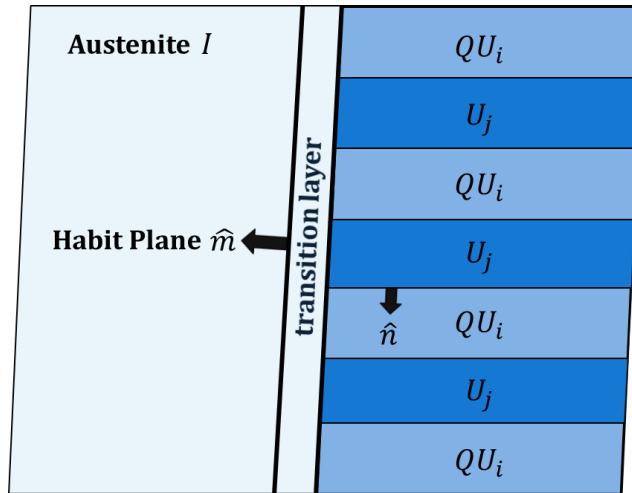 Austenite I
transition layer
Habit Plane m̂
QU_i
U_j
QU_i
U_j
n̂
QU_i
U_j
QU_i